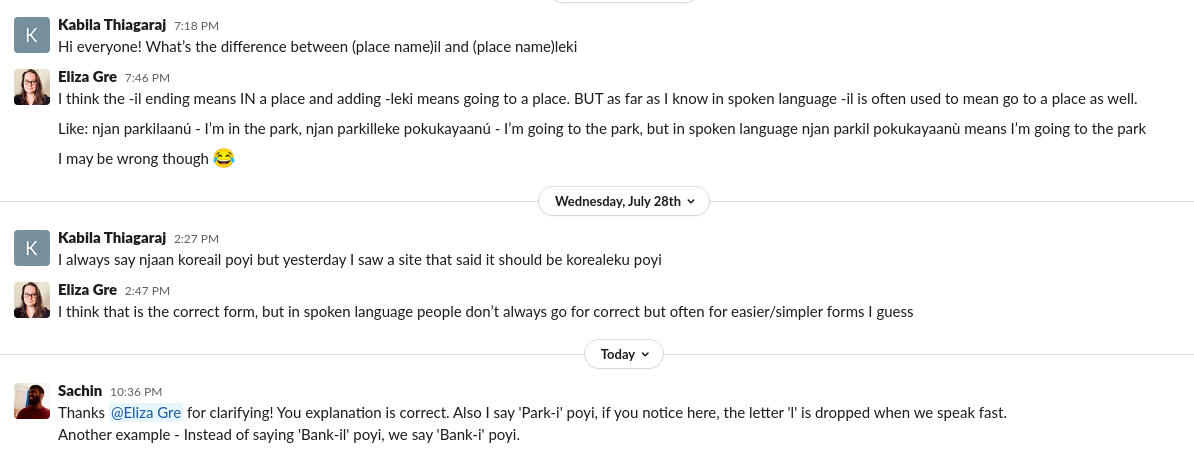 K
Kabila Thiagaraj 7:18 PM
Hi everyone! What's the difference between (place name)il and (place name)leki
Eliza Gre 7:46 PM
I think the -il ending means IN a place and adding -leki means going to a place. BUT as far as I know in spoken language -il is often used to mean go to a place as well.
Like: njan parkilaanú - I'm in the park, njan parkilleke pokukayaanú - I'm going to the park, but in spoken language njan parkil pokukayaanù means I'm going to the park
I may be wrong though 😂
Wednesday, July 28th
K
Kabila Thiagaraj 2:27 PM
I always say njaan koreail poyi but yesterday I saw a site that said it should be korealeku poyi
Eliza Gre 2:47 PM
I think that is the correct form, but in spoken language people don't always go for correct but often for easier/simpler forms I guess
Today
Sachin 10:36 PM
Thanks @Eliza Gre for clarifying! You explanation is correct. Also I say 'Park-i' poyi, if you notice here, the letter 'l' is dropped when we speak fast.
Another example - Instead of saying 'Bank-il' poyi, we say 'Bank-i' poyi.